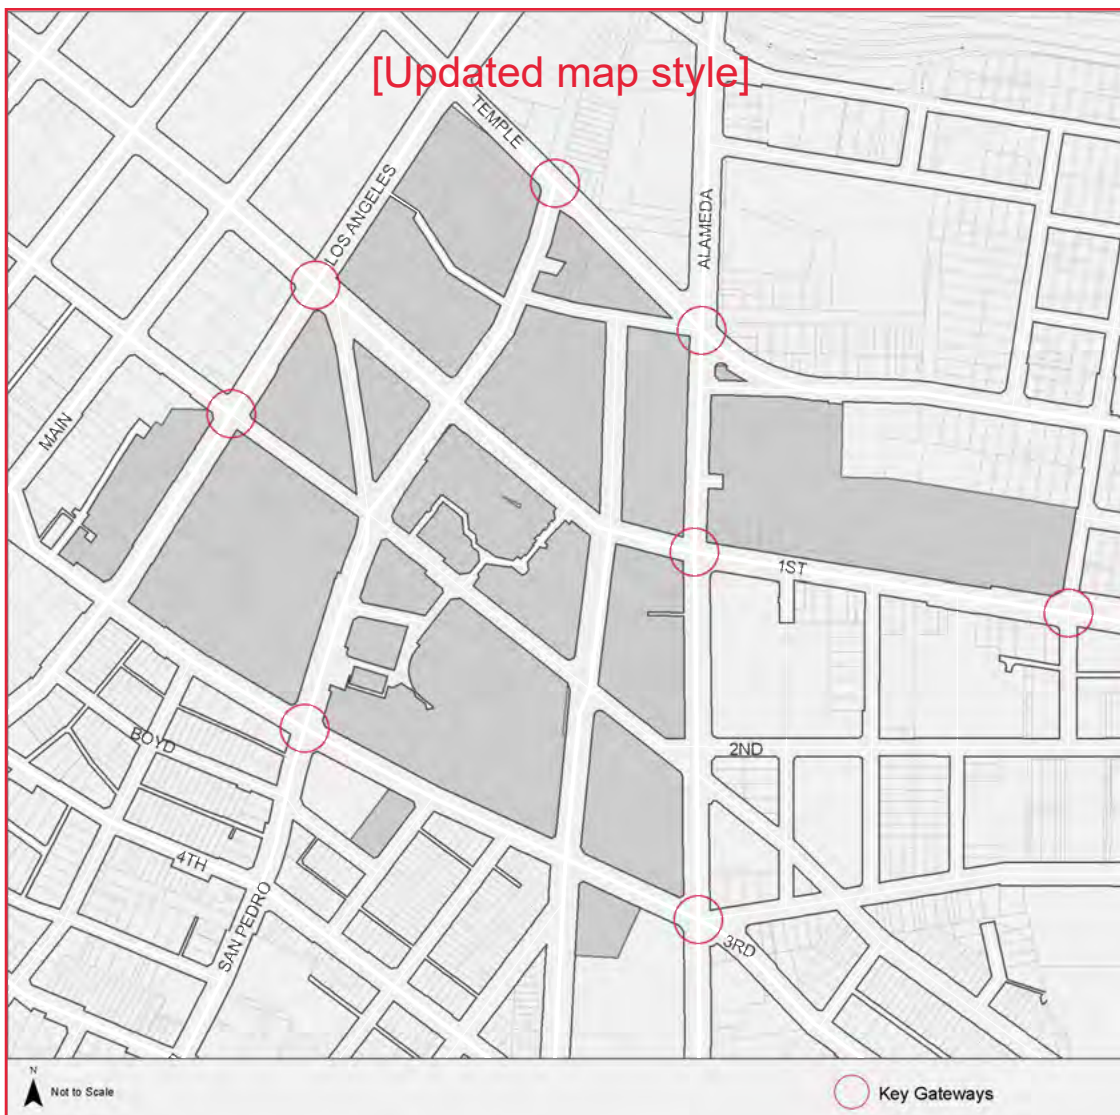 [Updated map style]
TEMPLE
LOS ANGELES
ALAMEDA
MAIN
1ST
2ND
BOYD
4TH
SAN PEDRO
3RD
N
Not to Scale
Key Gateways